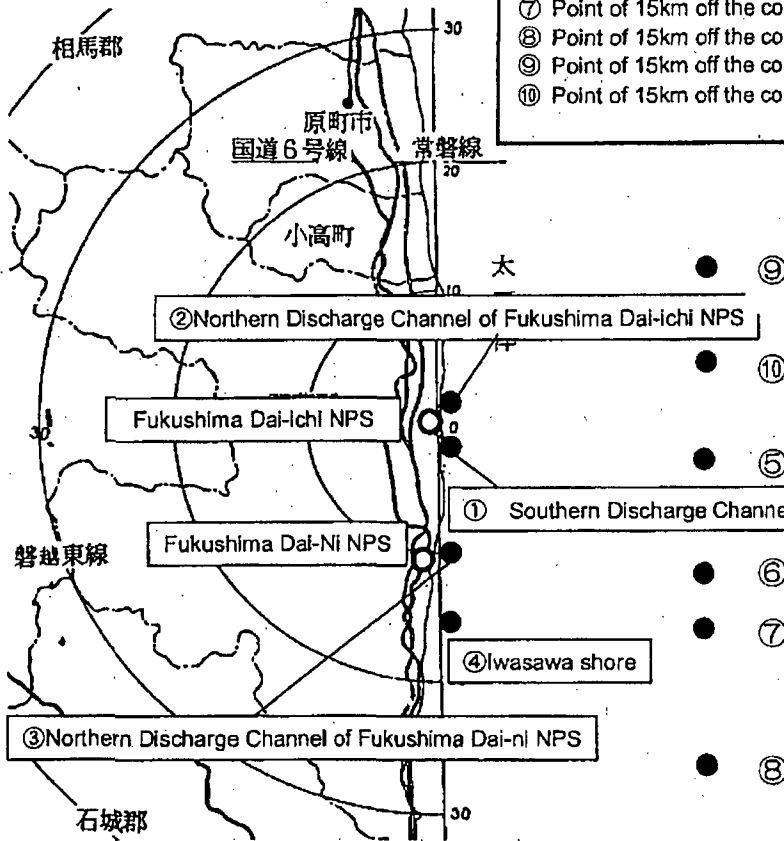 ⑦ Point of 15km off the co
⑧ Point of 15km off the co
⑨ Point of 15km off the co
⑩ Point of 15km off the co
30
相馬郡
原町市
国道6号線
常磐線
20
小高町
太
⑨
10
②Northern Discharge Channel of Fukushima Dai-ichi NPS
⑩
Fukushima Dai-ichi NPS
0
30
⑤
① Southern Discharge Channe
Fukushima Dai-Ni NPS
磐越東線
⑥
⑦
④Iwasawa shore
③Northern Discharge Channel of Fukushima Dai-ni NPS
⑧
石城郡
30